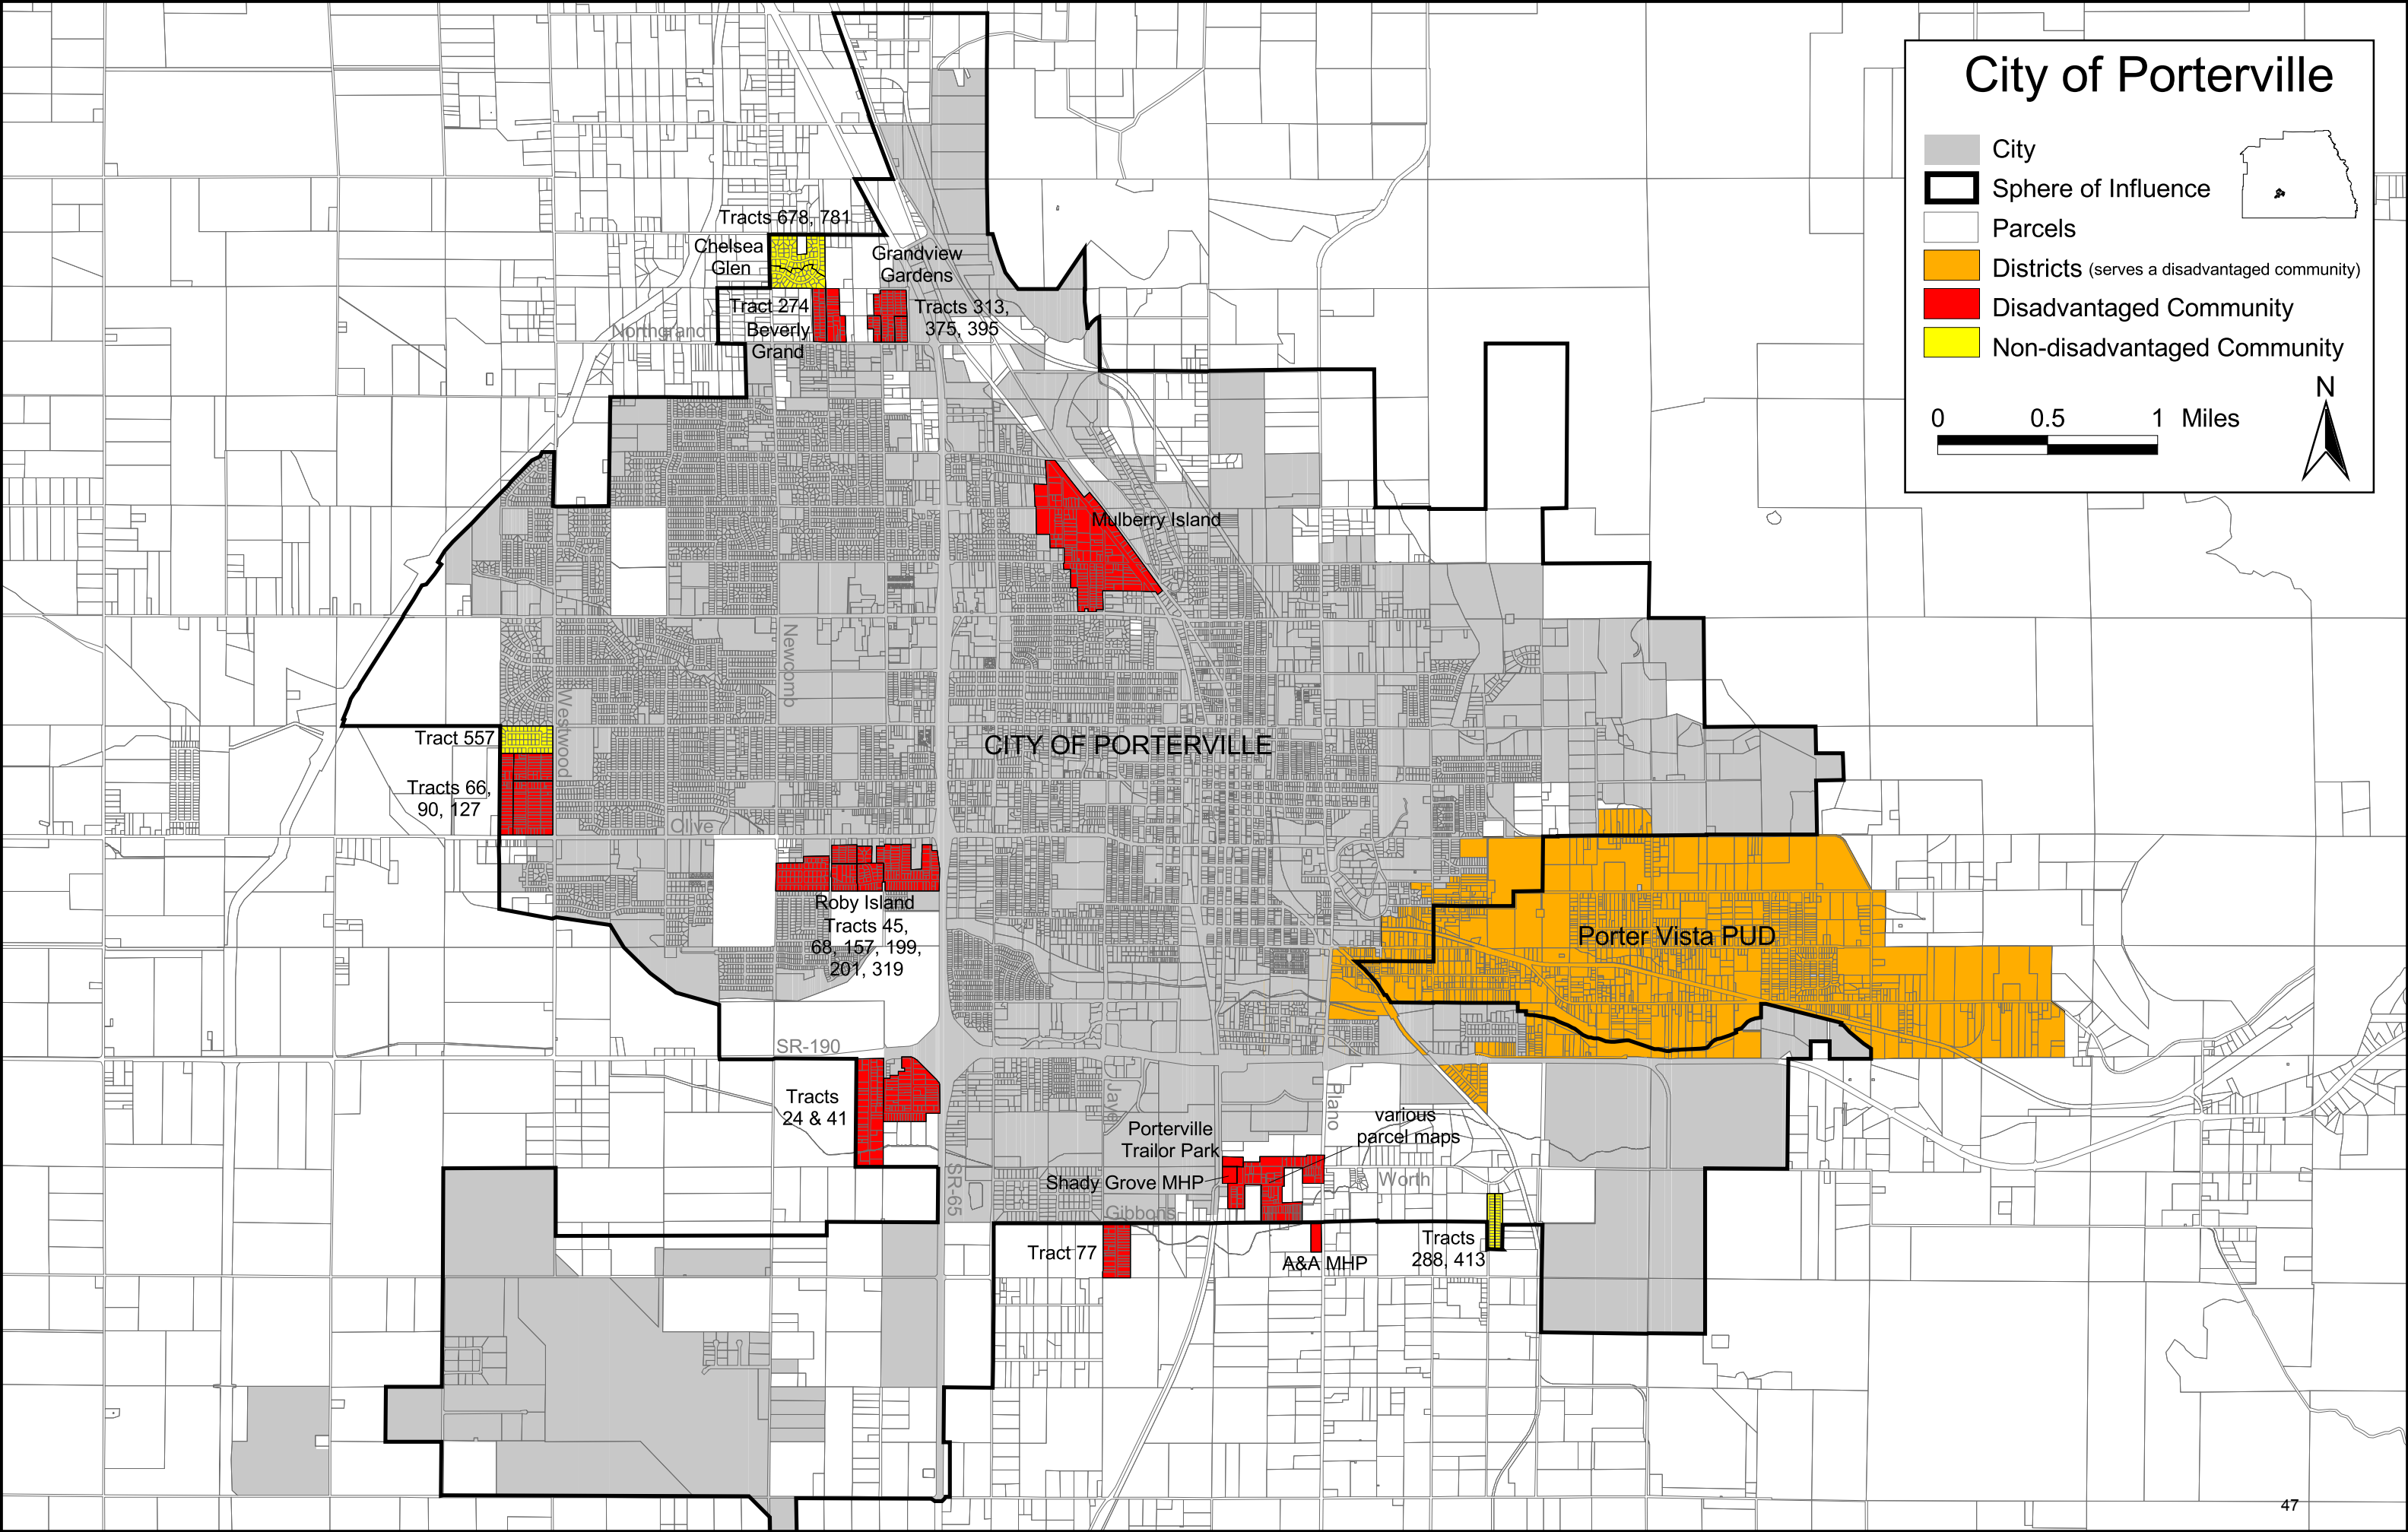 City of Porterville
City
Sphere of Influence
Parcels
Districts (serves a disadvantaged community)
Disadvantaged Community
Non-disadvantaged Community
N
0 0.5 1 Miles
Tracts 678, 781
Chelsea
Glen
Grandview
Gardens
Tract 274
Beverly
Grand
Tracts 313,
375, 395
Northgrand
Mulberry Island
Newcomb
Westwood
Tract 557
CITY OF PORTERVILLE
Tracts 66,
90, 127
Olive
Roby Island
Tracts 45,
68, 157, 199,
201, 319
Porter Vista PUD
SR-190
Tracts
24 & 41
Jaye
Plano
various
parcel maps
Porterville
Trailor Park
Shady Grove MHP
Worth
SR-65
Gibbons
Tract 77
A&A MHP
Tracts
288, 413
47